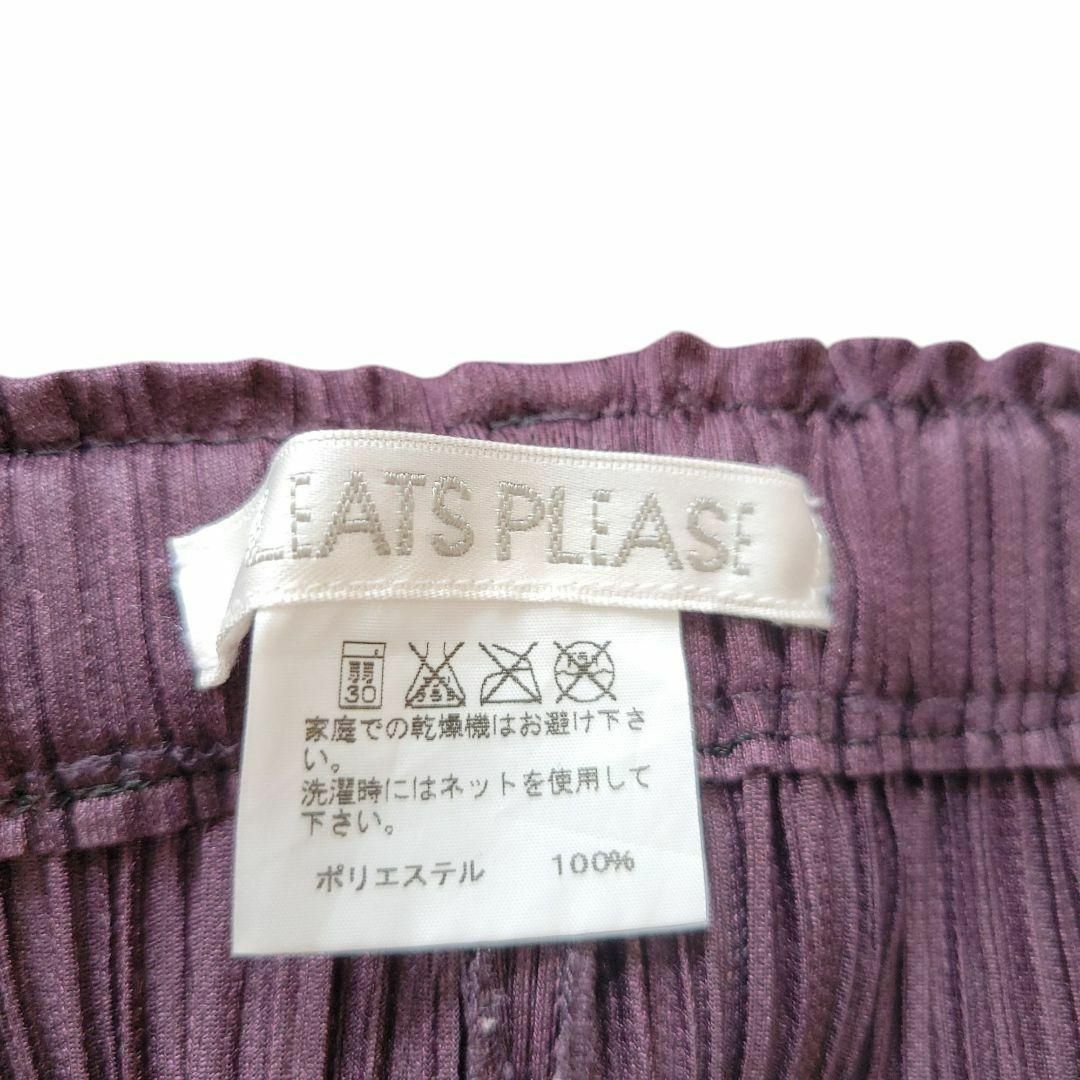 LEATS PLEASE
弱
30
家庭での乾燥機はお避け下さ
い。
洗濯時にはネットを使用して
下さい。
ポリエステル 100%